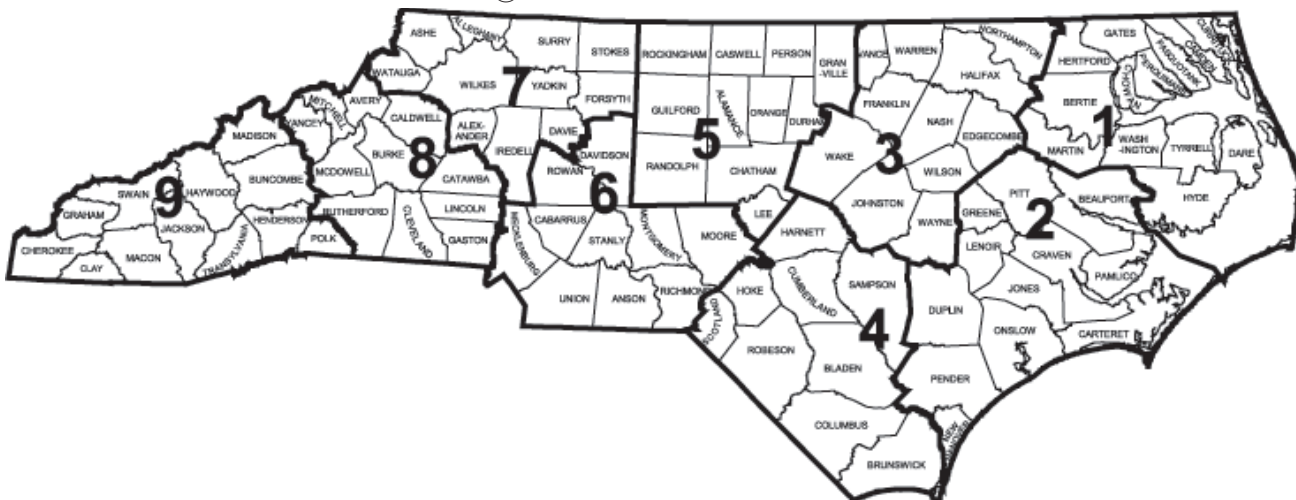 ASHE
ALLEGHANY
SURRY
STOKES
ROCKINGHAM
CASWELL
PERSON
GRAN
-VILLE
VANCE
WARREN
NORTHAMPTON
GATES
HERTFORD
CURRITUCK
CAMDEN
PASQUOTANK
PERQUIMANS
CHOWAN
WATAUGA
WILKES
7
YADKIN
FORSYTH
GUILFORD
ALAMANCE
ORANGE
DURHAM
FRANKLIN
HALIFAX
NASH
EDGECOMBE
BERTIE
1
MARTIN
WASH
-INGTON
TYRRELL
DARE
MITCHELL
AVERY
YANCEY
CALDWELL
ALEX-
ANDER
IREDELL
DAVIE
DAVIDSON
5
RANDOLPH
CHATHAM
WAKE
3
WILSON
MADISON
BURKE
8
MCDOWELL
CATAWBA
ROWAN
6
JOHNSTON
WAYNE
PITT
BEAUFORT
HYDE
SWAIN
HAYWOOD
BUNCOMBE
9
GRAHAM
JACKSON
HENDERSON
RUTHERFORD
CLEVELAND
LINCOLN
GASTON
MECKLENBURG
CABARRUS
STANLY
MONTGOMERY
MOORE
LEE
HARNETT
GREENE
2
LENOIR
CRAVEN
PAMLICO
CHEROKEE
CLAY
MACON
TRANSYLVANIA
POLK
UNION
ANSON
RICHMOND
SCOTLAND
HOKE
CUMBERLAND
SAMPSON
4
DUPLIN
JONES
ONSLOW
CARTERET
ROBESON
BLADEN
PENDER
COLUMBUS
NEW
HANOVER
BRUNSWICK